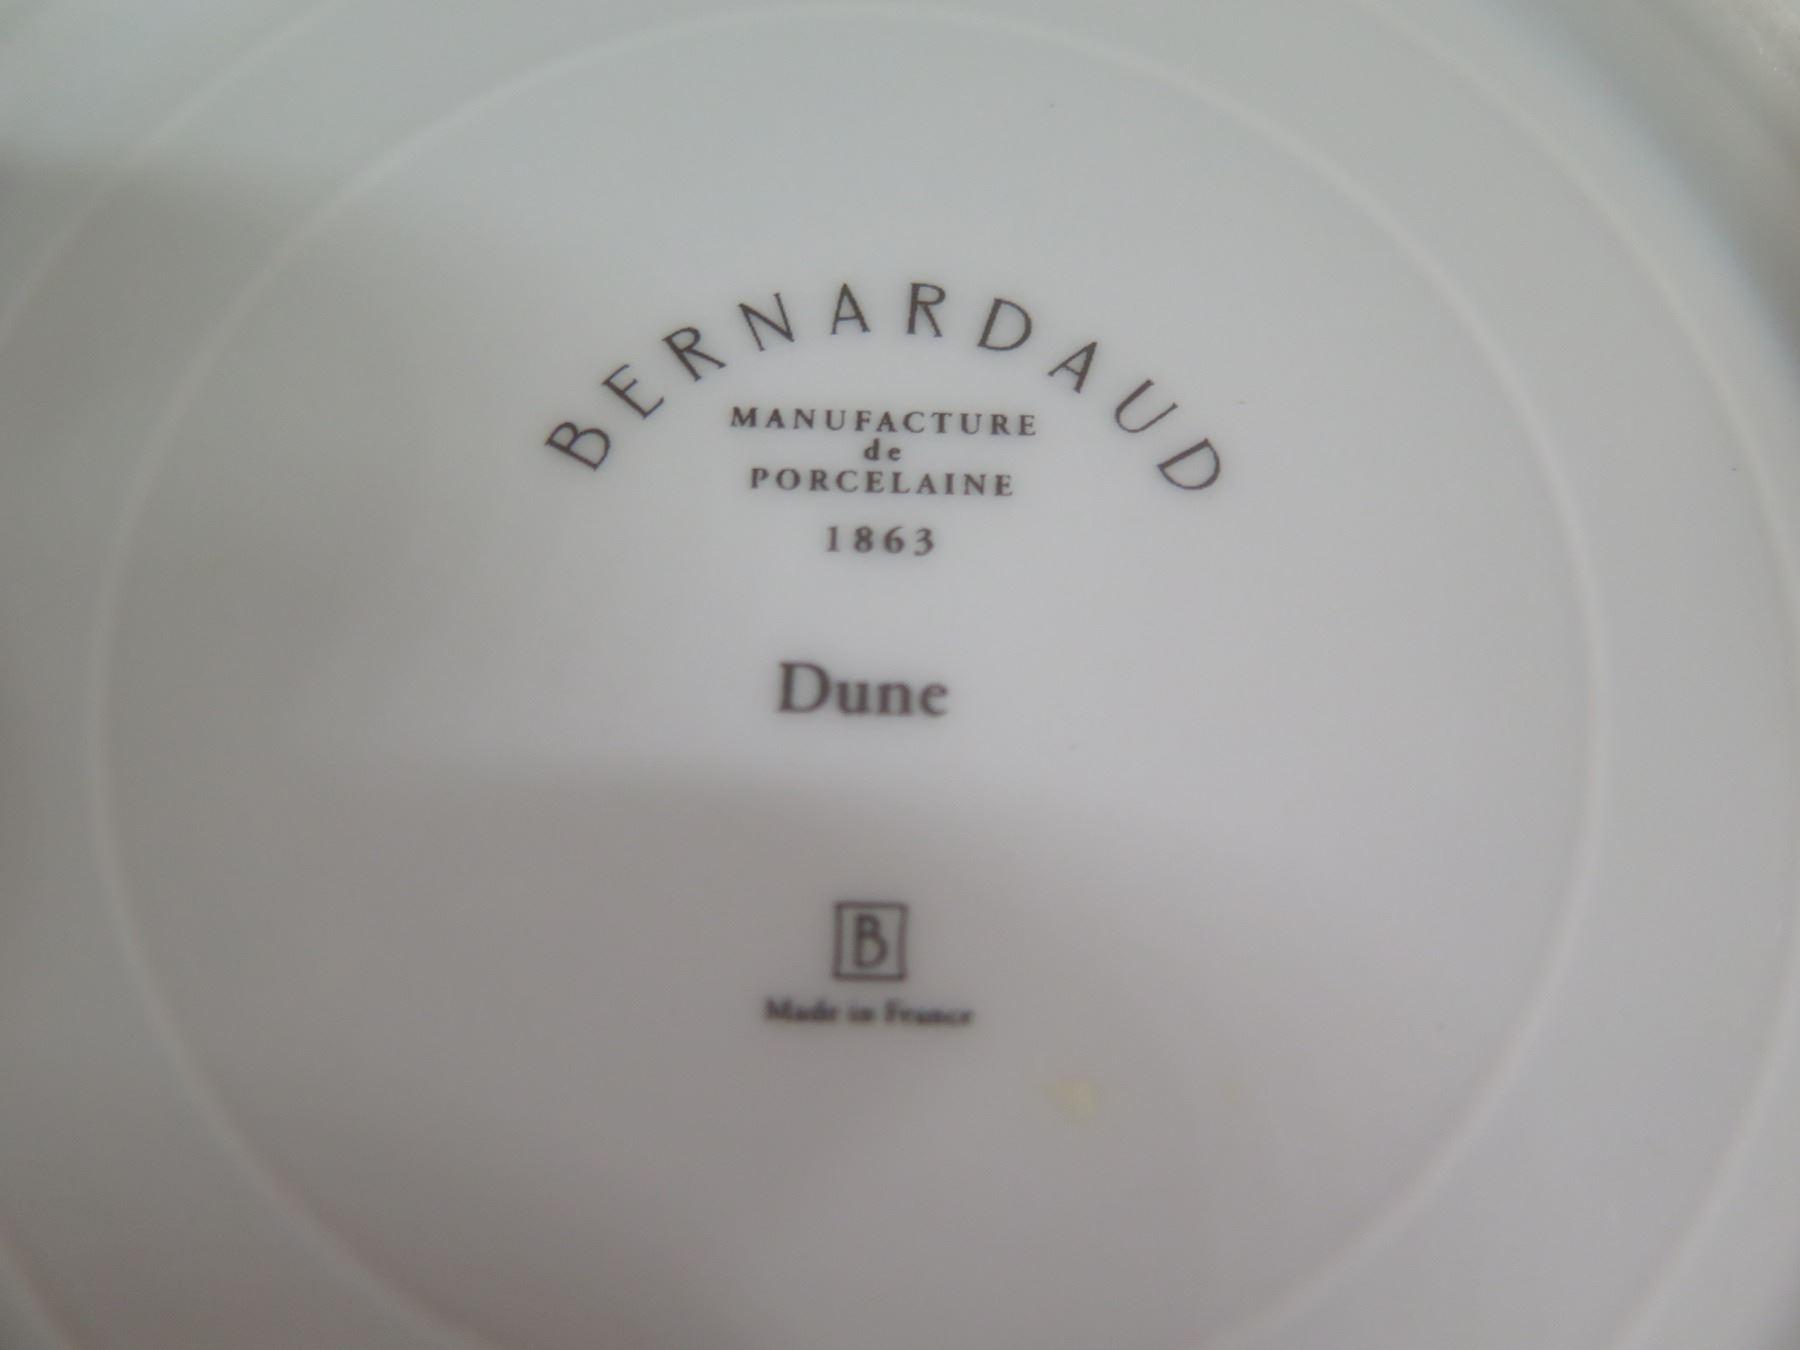 BERNARDAUD
MANUFACTURE
de
PORCELAINE
1863
Dune
B
Made in France